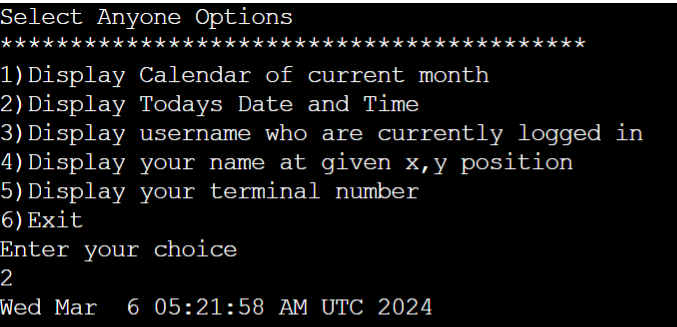 Select Anyone Options
******************************************
1)Display Calendar of current month
2)Display Todays Date and Time
3)Display username who are currently logged in
4)Display your name at given x,y position
5)Display your terminal number
6)Exit
Enter your choice
2
Wed Mar  6 05:21:58 AM UTC 2024